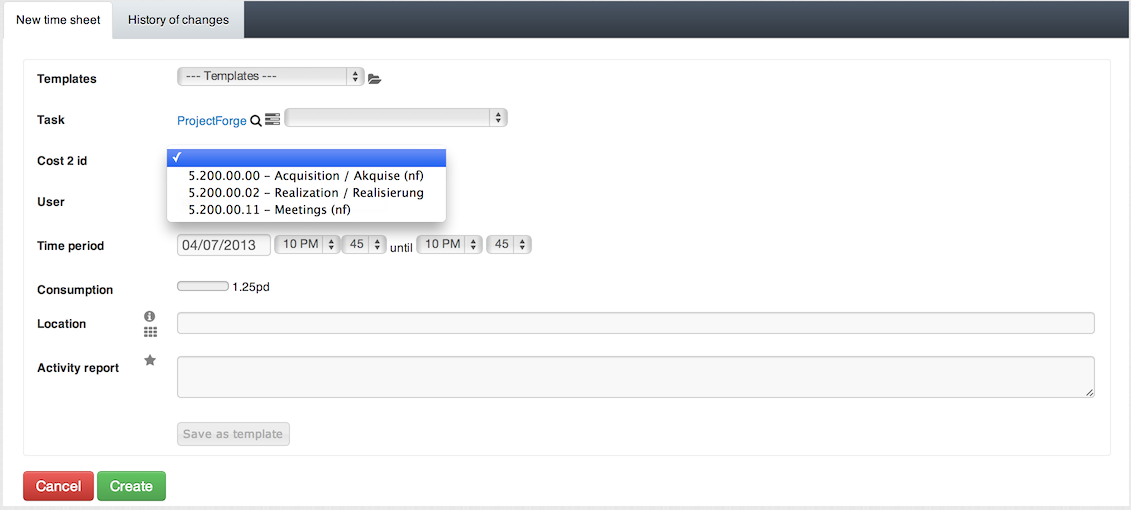 New time sheet History of changes
Templates --- Templates ---
Task ProjectForge
Cost 2 id ✓
5.200.00.00 – Acquisition / Akquise (nf)
5.200.00.02 – Realization / Realisierung
User
5.200.00.11 – Meetings (nf)
Time period 04/07/2013 10 PM 45 until 10 PM 45
Consumption 1.25pd
Location
Activity report
Save as template
Cancel Create